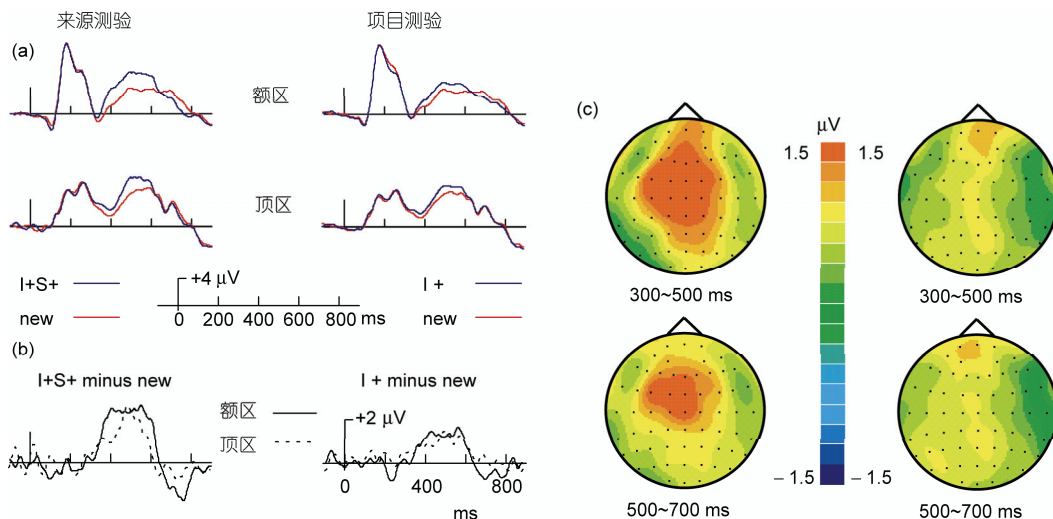 来源测验
项目测验
(a)
额区
顶区
I+S+
new
+4 μV
0 200 400 600 800 ms
I +
new
(b)
I+S+ minus new
I + minus new
额区
顶区
+2 μV
0 400 800
ms
(c)
μV
1.5 1.5
– 1.5 – 1.5
300~500 ms
300~500 ms
500~700 ms
500~700 ms